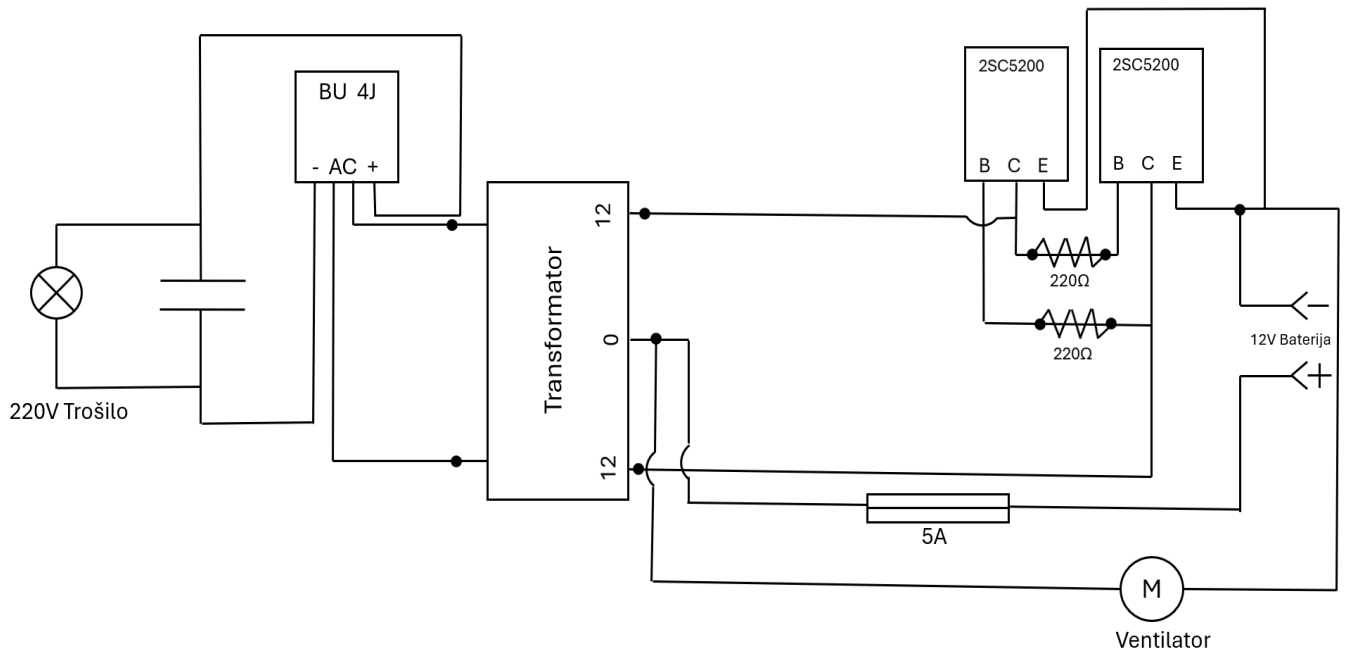 BU 4J
- AC +
220V Trošilo
Transformator
12
0
12
2SC5200
B C E
2SC5200
B C E
220Ω
220Ω
12V Baterija
5A
M
Ventilator